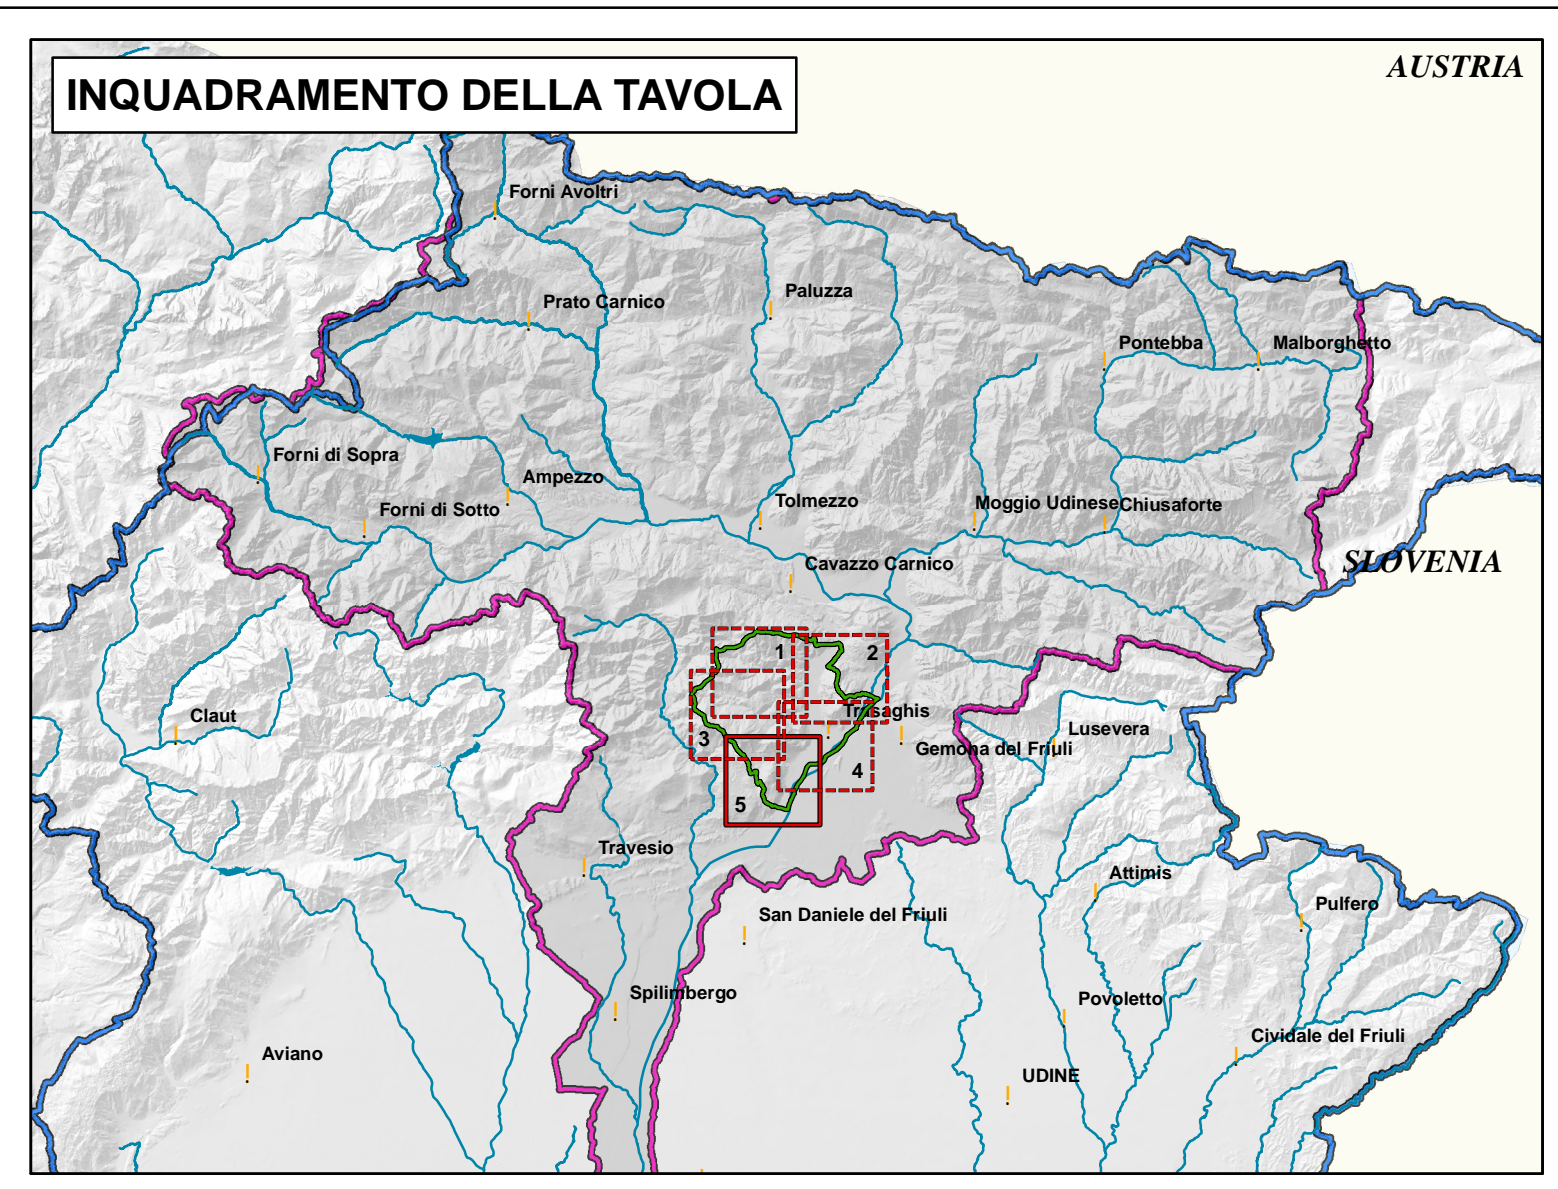 INQUADRAMENTO DELLA TAVOLA
AUSTRIA
Forni Avoltri
Prato Carnico
Paluzza
Pontebba
Malborghetto
Forni di Sopra
Ampezzo
Forni di Sotto
Tolmezzo
Moggio Udinese
Chiusaforte
SLOVENIA
Cavazzo Carnico
1
2
Claut
3
Trasaghis
Lusevera
Gemona del Friuli
4
5
Travesio
Attimis
Pulfero
San Daniele del Friuli
Spilimbergo
Povoletto
Cividale del Friuli
Aviano
UDINE